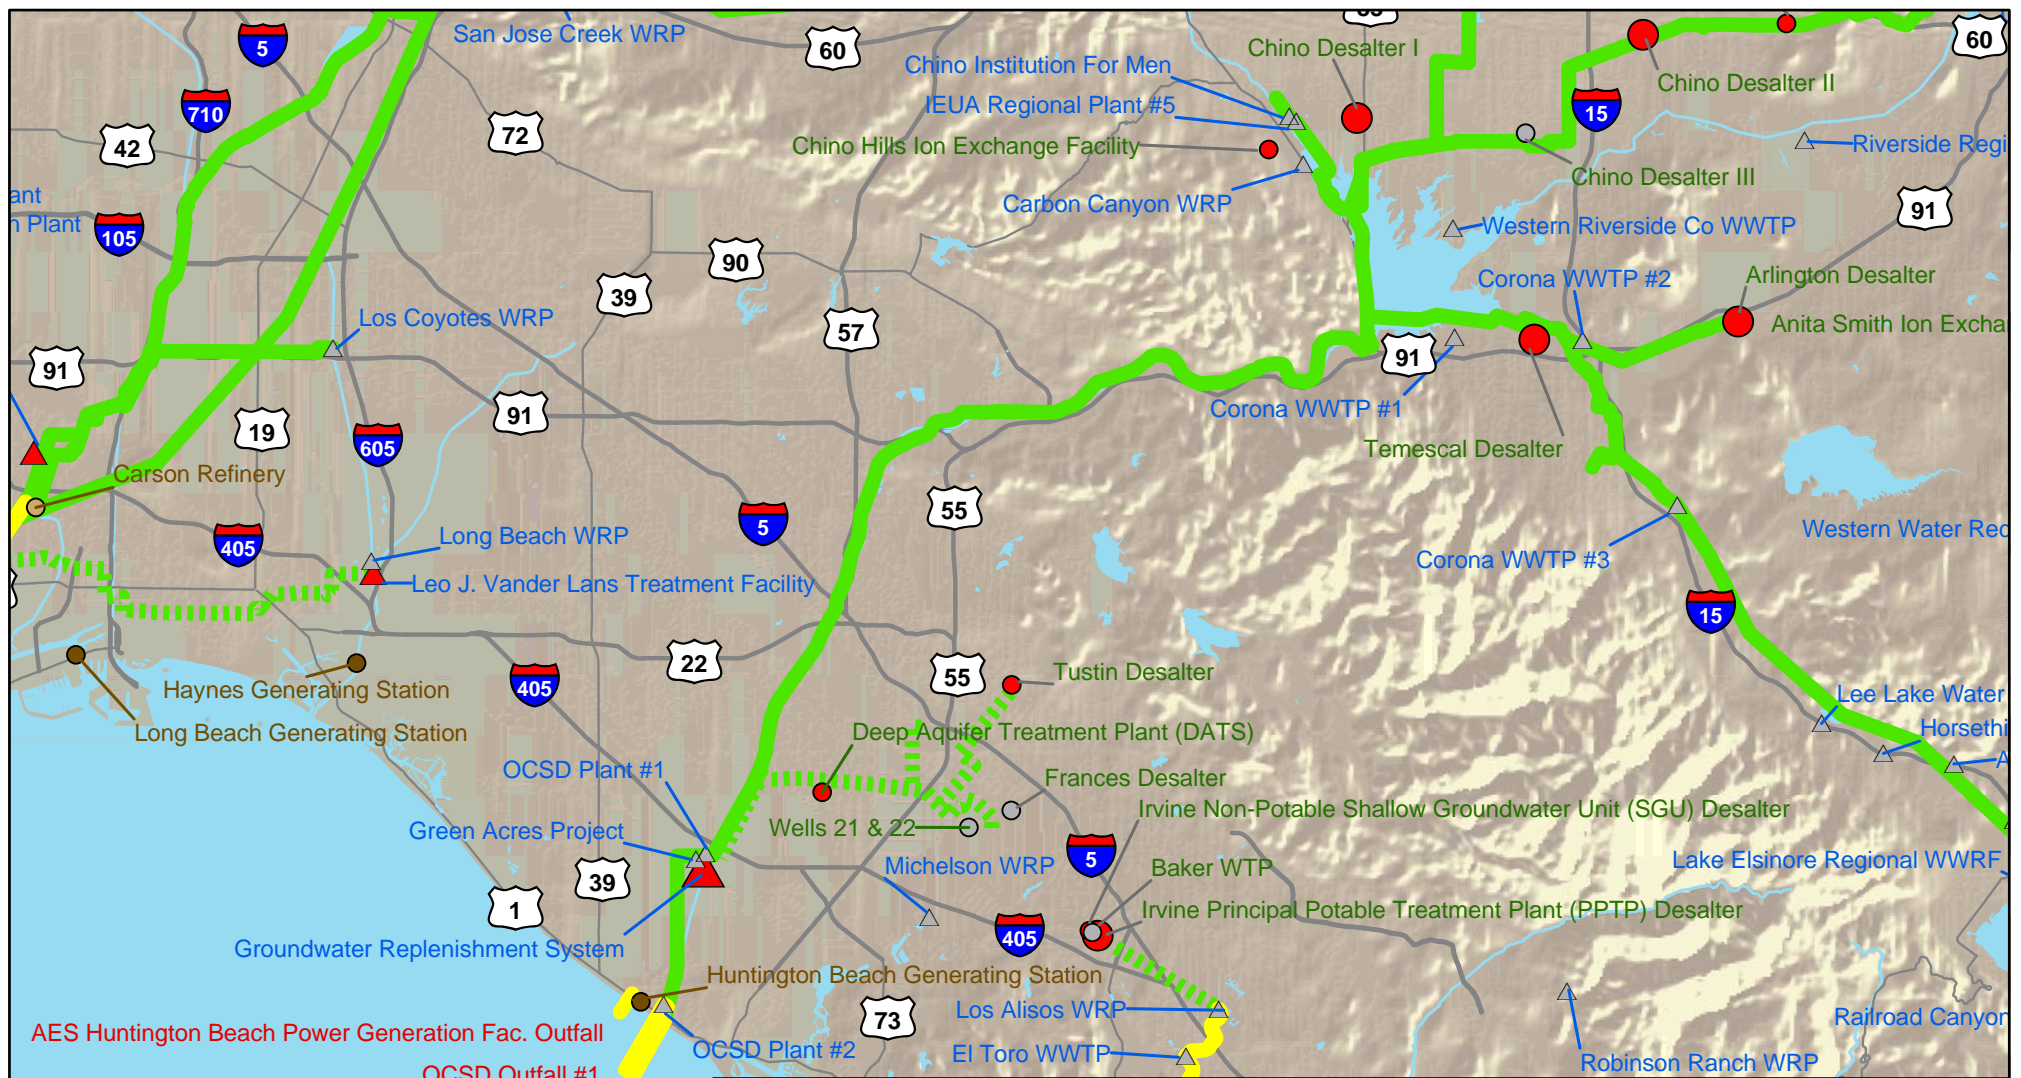 San Jose Creek WRP
5
60
Chino Desalter I
60
Chino Institution For Men
Chino Desalter II
710
IEUA Regional Plant #5
15
72
42
Chino Hills Ion Exchange Facility
Riverside Regi
Chino Desalter III
ant
Carbon Canyon WRP
91
n Plant
105
Western Riverside Co WWTP
90
39
Corona WWTP #2
Arlington Desalter
Los Coyotes WRP
57
Anita Smith Ion Excha
91
91
91
Corona WWTP #1
19
605
Temescal Desalter
Carson Refinery
55
5
405
Long Beach WRP
Western Water Rec
Corona WWTP #3
Leo J. Vander Lans Treatment Facility
15
22
55
Tustin Desalter
405
Haynes Generating Station
Lee Lake Water
Long Beach Generating Station
Deep Aquifer Treatment Plant (DATS)
Horsethi
A
OCSD Plant #1
Frances Desalter
Irvine Non-Potable Shallow Groundwater Unit (SGU) Desalter
Green Acres Project
Wells 21 & 22
5
Michelson WRP
Baker WTP
Lake Elsinore Regional WWRF
39
1
Irvine Principal Potable Treatment Plant (PPTP) Desalter
405
Groundwater Replenishment System
Huntington Beach Generating Station
Los Alisos WRP
73
Railroad Canyon
AES Huntington Beach Power Generation Fac. Outfall
OCSD Plant #2
El Toro WWTP
Robinson Ranch WRP
OCSD Outfall #1